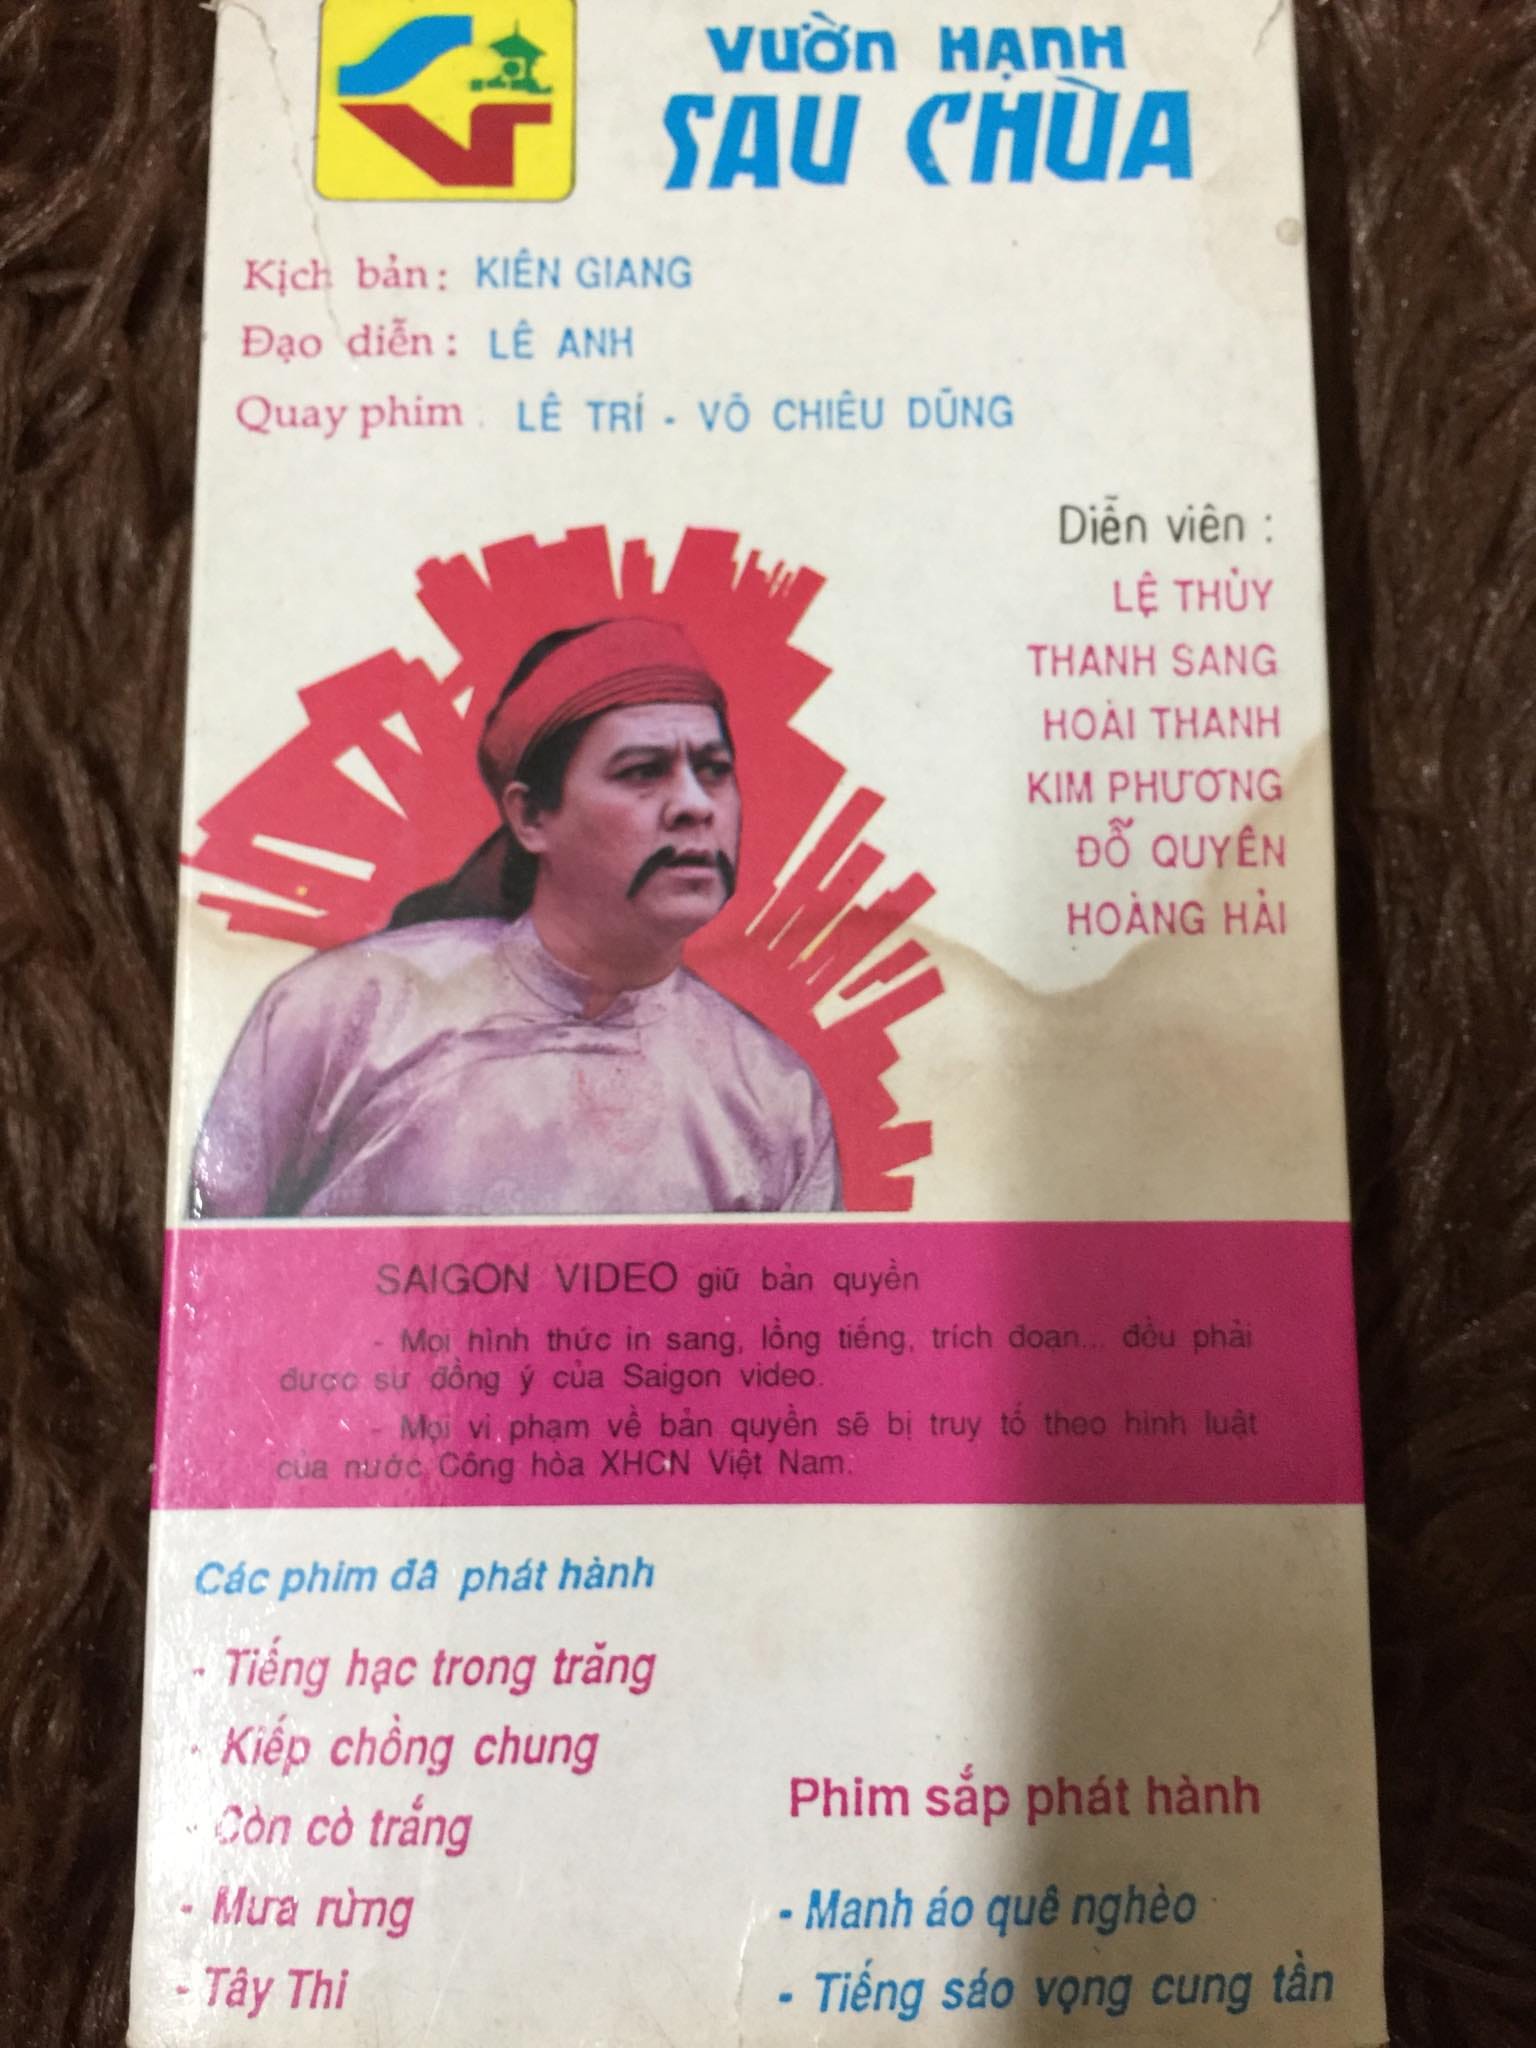 VƯỜN HẠNH
SAU CHÙA
Kịch bản: KIÊN GIANG
Đạo diễn: LÊ ANH
Quay phim: LÊ TRÍ - VÕ CHIÊU DŨNG
Diễn viên :
LỆ THỦY
THANH SANG
HOÀI THANH
KIM PHƯƠNG
ĐỖ QUYÊN
HOÀNG HẢI
SAIGON VIDEO giữ bản quyền
- Mọi hình thức in sang, lồng tiếng, trích đoạn... đều phải
được sự đồng ý của Saigon video.
- Mọi vi phạm về bản quyền sẽ bị truy tố theo hình luật
của nước Công hòa XHCN Việt Nam.
Các phim đã phát hành
- Tiếng hạc trong trăng
- Kiếp chồng chung
- Còn cò trắng
- Mưa rừng
- Tây Thi
Phim sắp phát hành
- Manh áo quê nghèo
- Tiếng sáo vọng cung tần